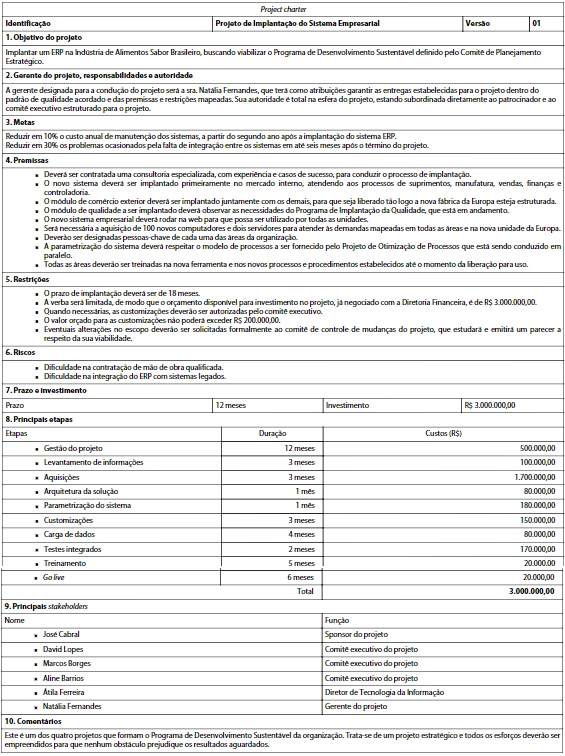 Project charter
Identificação Projeto de Implantação do Sistema Empresarial Versão 01
1. Objetivo do projeto
Implantar um ERP na Indústria de Alimentos Sabor Brasileiro, buscando viabilizar o Programa de Desenvolvimento Sustentável definido pelo Comitê de Planejamento
Estratégico.
2. Gerente do projeto, responsabilidades e autoridade
A gerente designada para a condução do projeto será a sra. Natália Fernandes, que terá como atribuições garantir as entregas estabelecidas para o projeto dentro do
padrão de qualidade acordado e das premissas e restrições mapeadas. Sua autoridade é total na esfera do projeto, estando subordinada diretamente ao patrocinador e ao
comitê executivo estruturado para o projeto.
3. Metas
Reduzir em 10% o custo anual de manutenção dos sistemas, a partir do segundo ano após a implantação do sistema ERP.
Reduzir em 30% os problemas ocasionados pela falta de integração entre os sistemas em até seis meses após o término do projeto.
4. Premissas
▪ Deverá ser contratada uma consultoria especializada, com experiência e casos de sucesso, para conduzir o processo de implantação.
▪ O novo sistema deverá ser implantado primeiramente no mercado interno, atendendo aos processos de suprimentos, manufatura, vendas, finanças e
controladoria.
▪ O módulo de comércio exterior deverá ser implantado juntamente com os demais, para que seja liberado tão logo a nova fábrica da Europa esteja estruturada.
▪ O módulo de qualidade a ser implantado deverá observar as necesidades do Programa de Implantação da Qualidade, que está em andamento.
▪ O novo sistema empresarial deverá rodar na web para que possa ser utilizado por todas as unidades.
▪ Será necessária a aquisição de 100 novos computadores e dois servidores para atender às demandas mapeadas em todas as áreas e na nova unidade da Europa.
▪ Deverão ser designadas pessoas-chave de cada uma das áreas da organização.
▪ A parametrização do sistema deverá respeitar o modelo de processos a ser fornecido pelo Projeto de Otimização de Processos que está sendo conduzido em
paralelo.
▪ Todas as áreas deverão ser treinadas na nova ferramenta e nos novos processos e procedimentos estabelecidos até o momento da liberação para uso.
5. Restrições
▪ O prazo de implantação deverá ser de 18 meses.
▪ A verba será limitada, de modo que o orçamento disponível para investimento no projeto, já negociado com a Diretoria Financeira, é de R$ 3.000.000,00.
▪ Quando necessárias, as customizações deverão ser autorizadas pelo comitê executivo.
▪ O valor orçado para as customizações não poderá exceder R$ 200.000,00.
▪ Eventuais alterações no escopo deverão ser solicitadas formalmente ao comitê de controle de mudanças do projeto, que estudará e emitirá um parecer a
respeito da sua viabilidade.
6. Riscos
▪ Dificuldade na contratação de mão de obra qualificada.
▪ Dificuldade na integração do ERP com sistemas legados.
7. Prazo e investimento
Prazo 12 meses Investimento R$ 3.000.000,00
8. Principais etapas
Etapas Duração Custos (R$)
▪ Gestão do projeto 12 meses 500.000,00
▪ Levantamento de informações 3 meses 100.000,00
▪ Aquisições 3 meses 1.700.000,00
▪ Arquitetura da solução 1 mês 80.000,00
▪ Parametrização do sistema 1 mês 180.000,00
▪ Customizações 3 meses 150.000,00
▪ Carga de dados 4 meses 80.000,00
▪ Testes integrados 2 meses 170.000,00
▪ Treinamento 5 meses 20.000.00
▪ Go live 6 meses 20.000,00
Total 3.000.000,00
9. Principais stakeholders
Nome Função
▪ José Cabral Sponsor do projeto
▪ David Lopes Comitê executivo do projeto
▪ Marcos Borges Comitê executivo do projeto
▪ Aline Barrios Comitê executivo do projeto
▪ Átila Ferreira Diretor de Tecnologia da Informação
▪ Natália Fernandes Gerente do projeto
10. Comentários
Este é um dos quatro projetos que formam o Programa de Desenvolvimento Sustentável da organização. Trata-se de um projeto estratégico e todos os esforços deverão ser
empreendidos para que nenhum obstáculo prejudique os resultados aguardados.